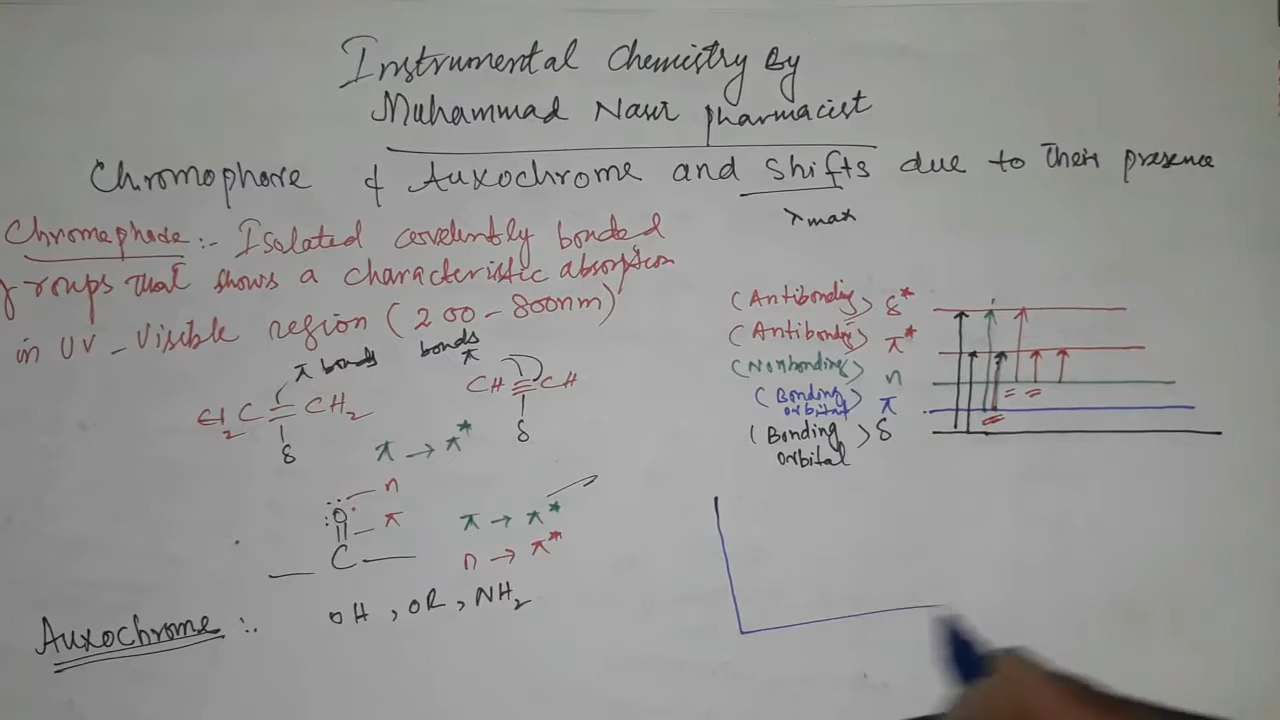 Instrumental Chemistry By
Muhammad Nasir pharmacist
Chromophore & Auxochrome and shifts due to Their presence
λmax
Chromophore:- Isolated covelently bonded
groups that shows a characteristic absorption
in UV-Visible region (200-800nm)
π bonds
bonds
π
CH2 C = CH2
δ
CH ≡ CH
δ
π → π*
n
:O:
π
C
π → π*
n → π*
Auxochrome :. OH, OR, NH2
(Antibonding) δ*
(Antibonding) π*
(Nonbonding) n
(Bonding orbital) π
(Bonding orbital) δ